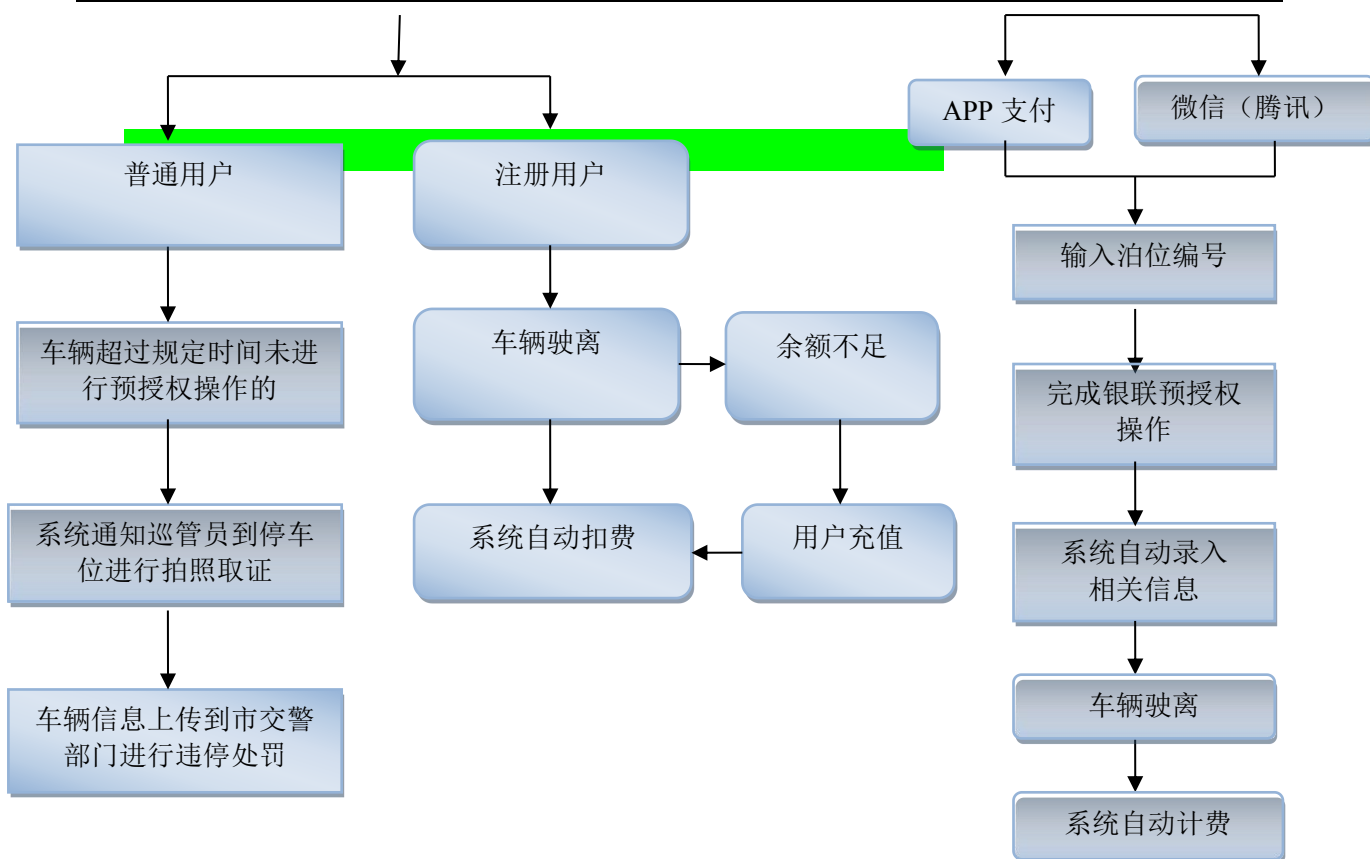 APP 支付
微信（腾讯）
普通用户
注册用户
输入泊位编号
车辆超过规定时间未进
行预授权操作的
车辆驶离
余额不足
完成银联预授权
操作
系统通知巡管员到停车
位进行拍照取证
系统自动扣费
用户充值
系统自动录入
相关信息
车辆信息上传到市交警
部门进行违停处罚
车辆驶离
系统自动计费